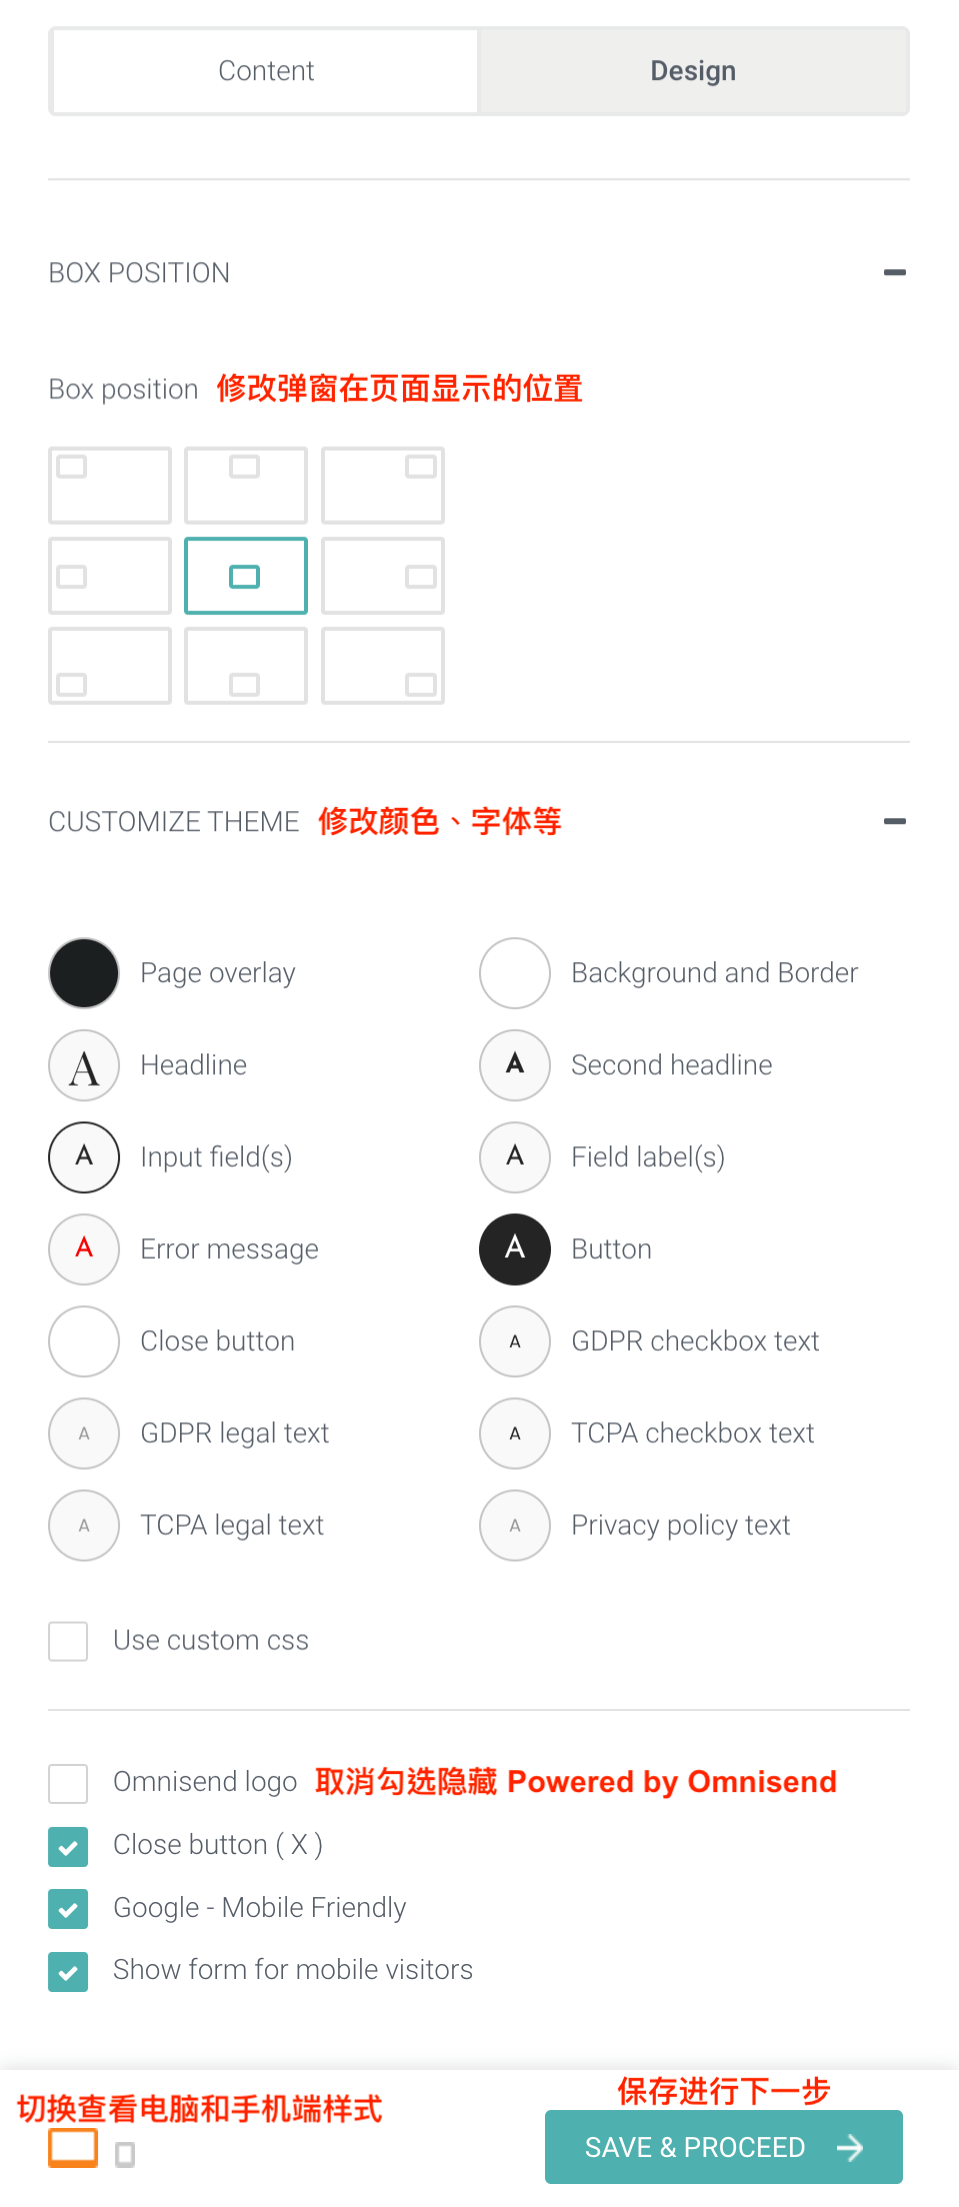 Content Design
BOX POSITION
Box position 修改弹窗在页面显示的位置
CUSTOMIZE THEME 修改颜色、字体等
Page overlay
A Headline
A Input field(s)
A Error message
Close button
A GDPR legal text
A TCPA legal text
Background and Border
A Second headline
A Field label(s)
A Button
A GDPR checkbox text
A TCPA checkbox text
A Privacy policy text
Use custom css
Omnisend logo 取消勾选隐藏 Powered by Omnisend
Close button ( X )
Google - Mobile Friendly
Show form for mobile visitors
切换查看电脑和手机端样式
保存进行下一步
SAVE & PROCEED